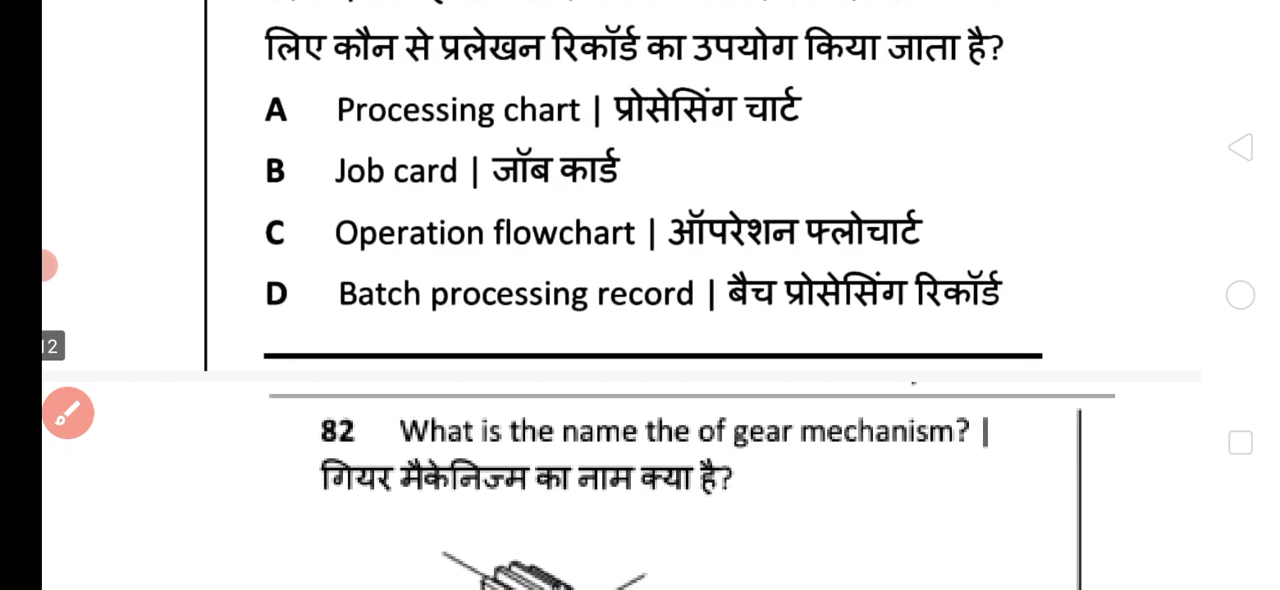 लिए कौन से प्रलेखन रिकॉर्ड का उपयोग किया जाता है?
A Processing chart | प्रोसेसिंग चार्ट
B Job card | जॉब कार्ड
C Operation flowchart | ऑपरेशन फ्लोचार्ट
D Batch processing record | बैच प्रोसेसिंग रिकॉर्ड
12
82 What is the name the of gear mechanism? |
गियर मैकेनिज्म का नाम क्या है?